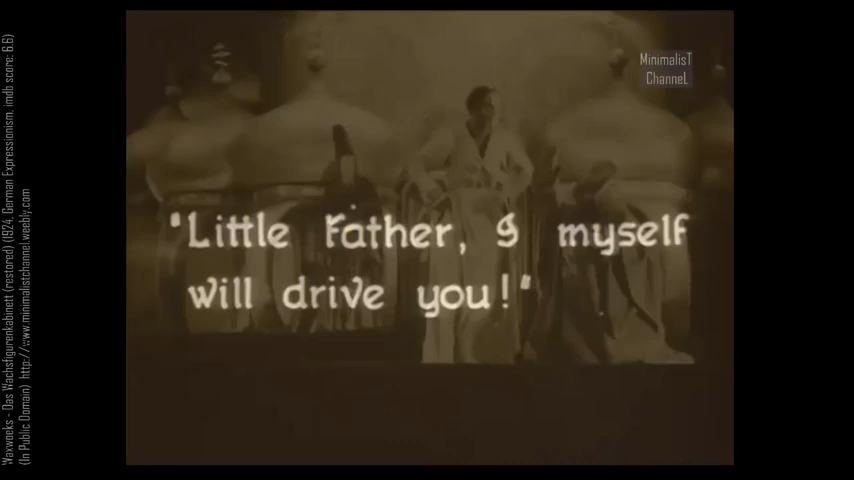 MinimalisT
ChanneL
"Little Father, I myself
will drive you!"
Waxwoeks - Das Wachsfigurenkabinett (restored) (1924, German Expressionism, imdb score: 6.6)
(In Public Domain) http://www.minimalistchannel.weebly.com